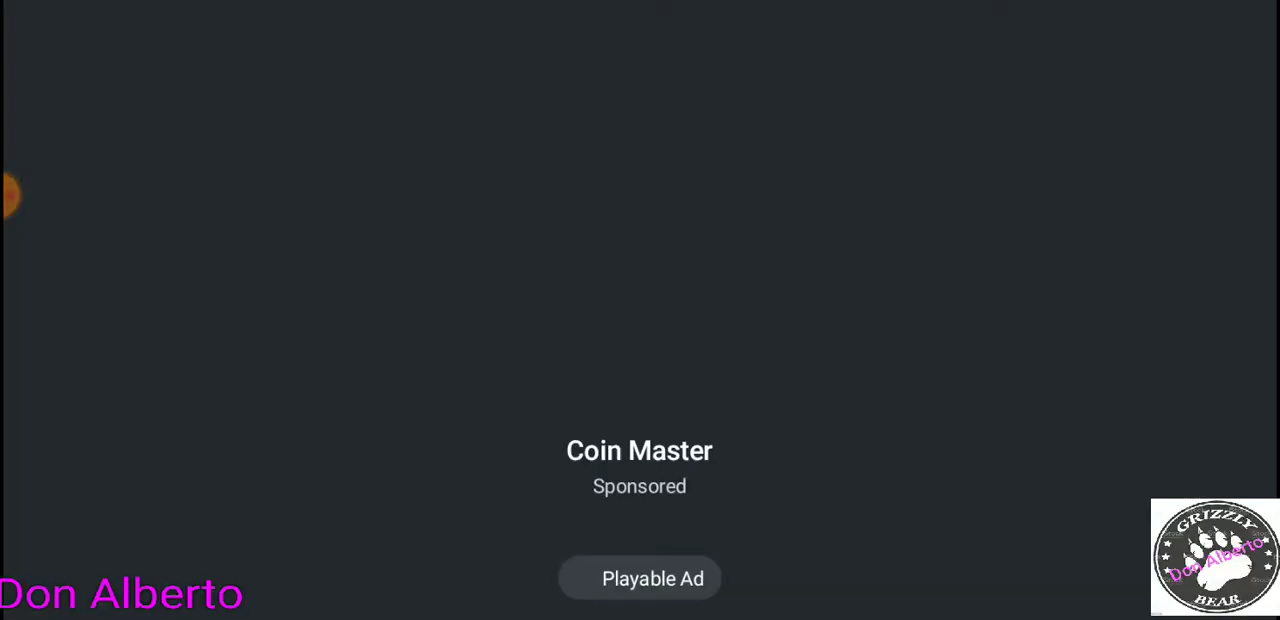 Coin Master
Sponsored
Playable Ad
Don Alberto
GRIZZLY
Don Alberto
BEAR